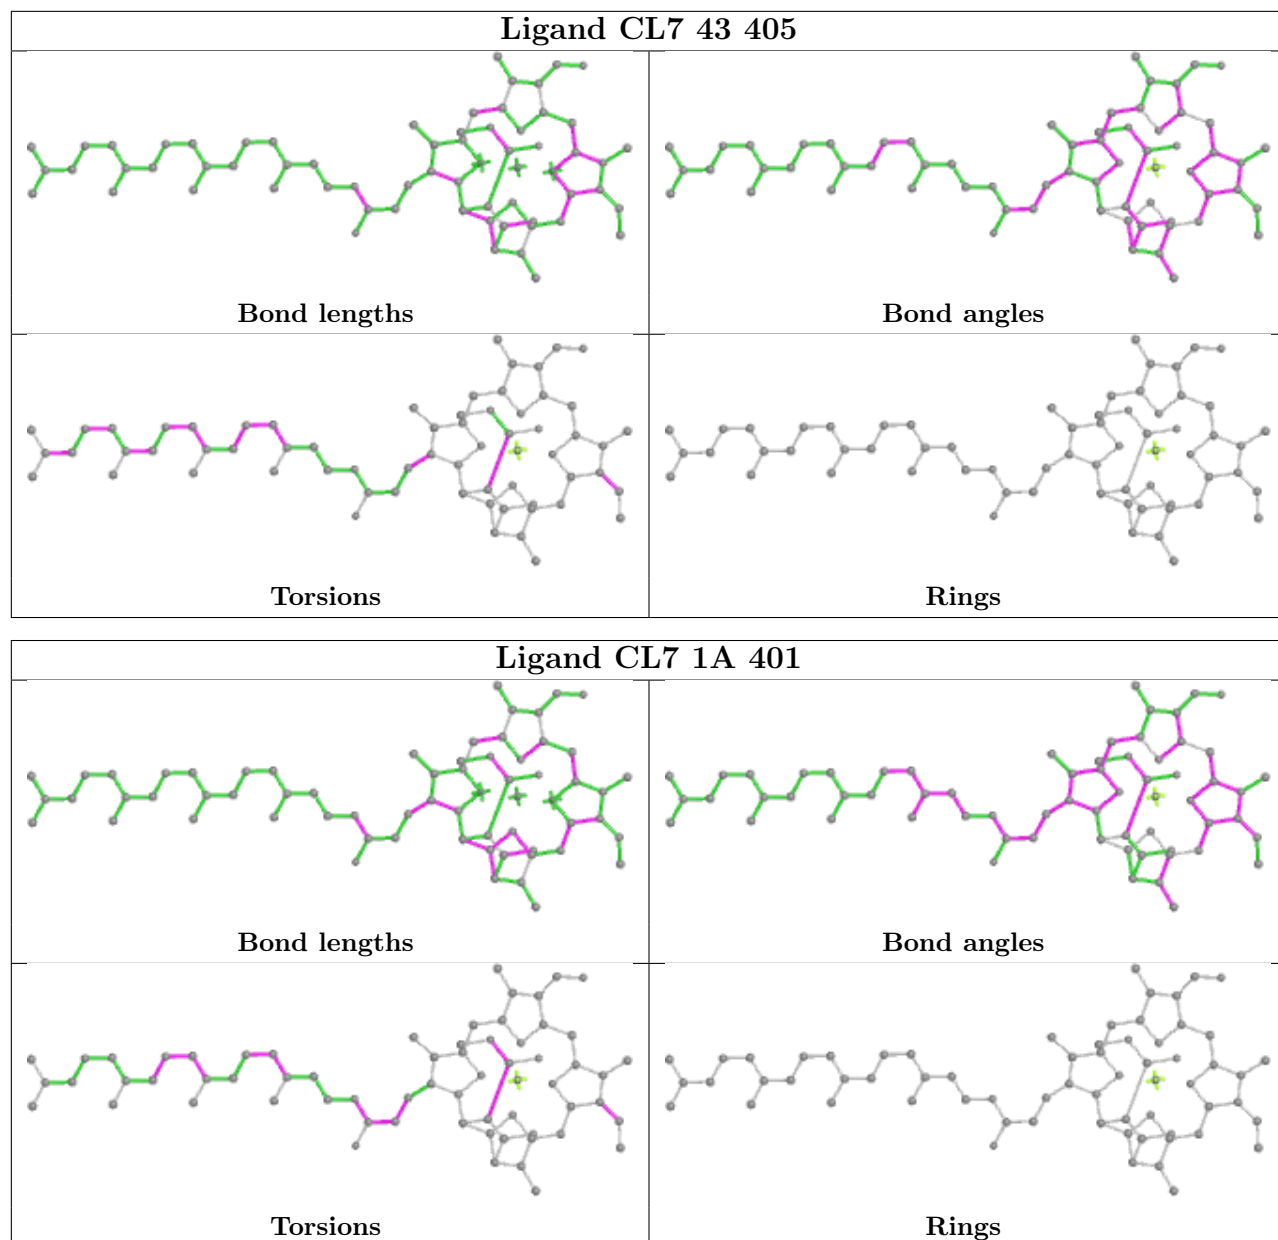 Ligand CL7 43 405
Bond lengths
Bond angles
Torsions
Rings
Ligand CL7 1A 401
Bond lengths
Bond angles
Torsions
Rings